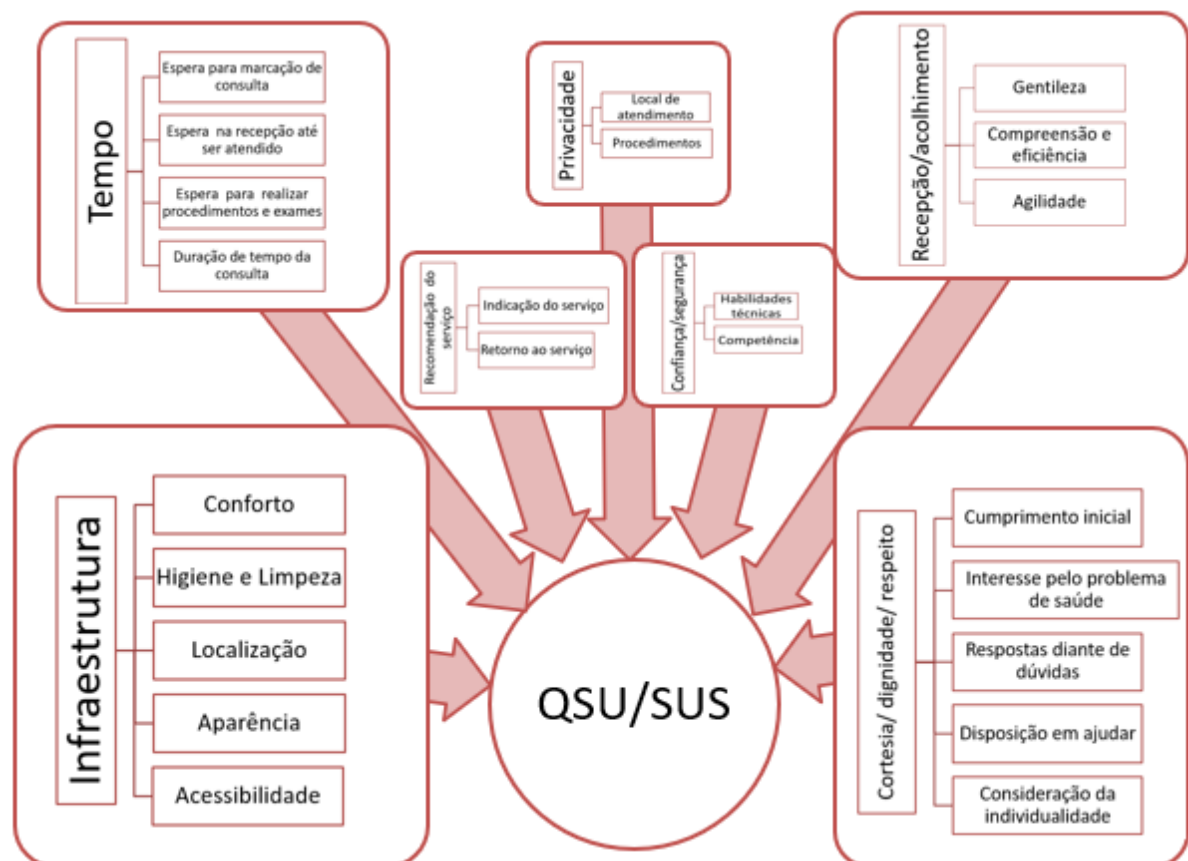 Tempo
Espera para marcação de
consulta
Espera na recepção até
ser atendido
Espera para realizar
procedimentos e exames
Duração de tempo da
consulta
Privacidade
Local de
atendimento
Procedimentos
Recepção/acolhimento
Gentileza
Compreensão e
eficiência
Agilidade
Recomendação do
serviço
Indicação do serviço
Retorno ao serviço
Confiança/segurança
Habilidades
técnicas
Competência
Infraestrutura
Conforto
Higiene e Limpeza
Localização
Aparência
Acessibilidade
QSU/SUS
Cortesia/ dignidade/ respeito
Cumprimento inicial
Interesse pelo problema
de saúde
Respostas diante de
dúvidas
Disposição em ajudar
Consideração da
individualidade